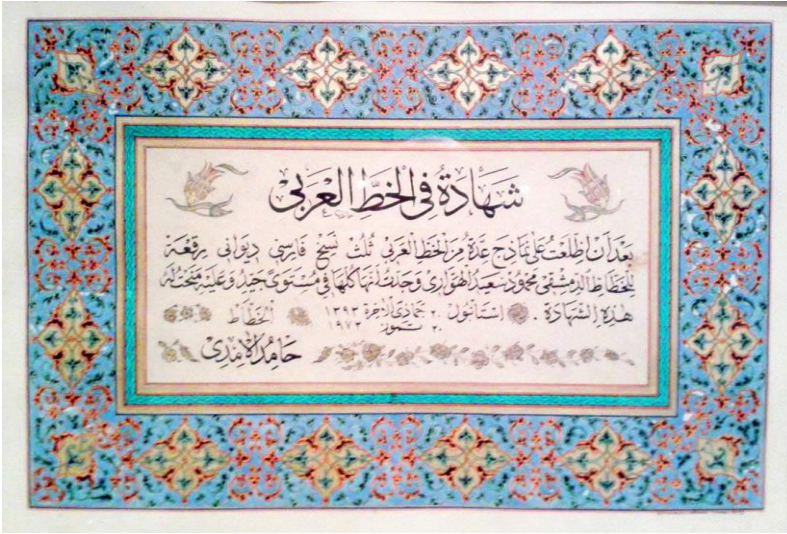 شهادة في الخط العربي
بعد أن اطلعت على نماذج عدة من الخط العربي ثلث نسخ فارسي ديواني رقعة
للخطاط الدمشقي محمود سعيد الهواري وجدت أنها كلها في مستوى جيد وعليه منحت له
هذه الشهادة . استانبول ٢٠ جمادى الآخرة ١٣٩٣ الخطاط
٢٠ تموز ١٩٧٣
حامد الآمدي